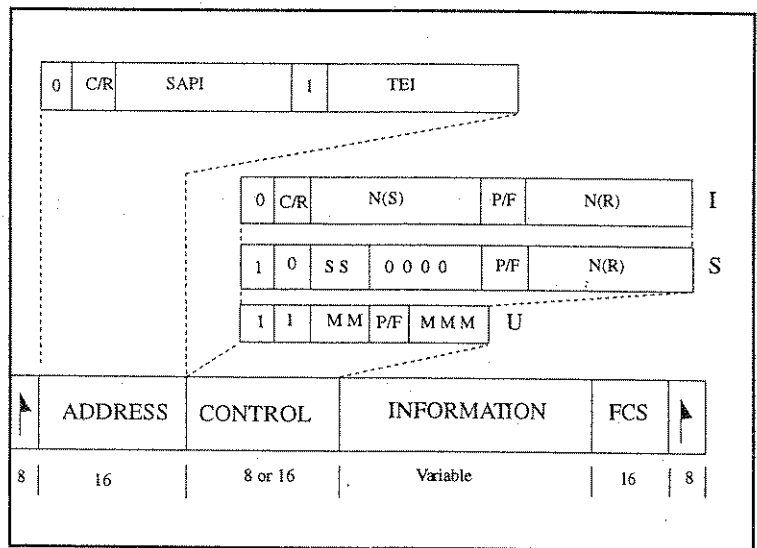 0 C/R SAPI 1 TEI
0 C/R N(S) P/F N(R) I
1 0 S S 0 0 0 0 P/F N(R) S
1 1 M M P/F M M M U
ADDRESS CONTROL INFORMATION FCS
8 16 8 or 16 Variable 16 8